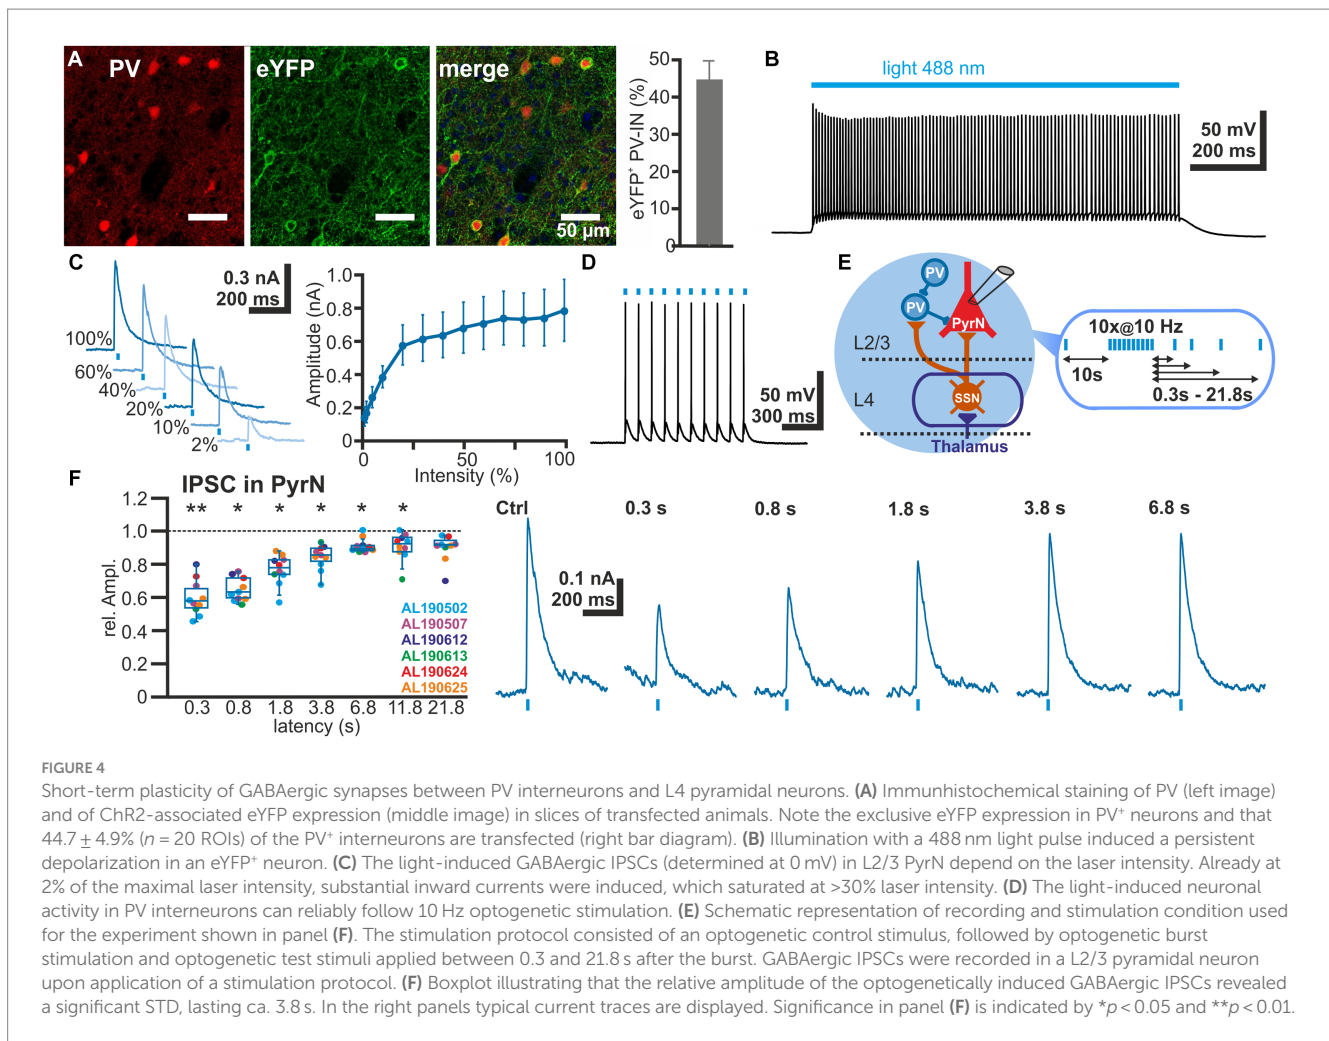 A
PV
eYFP
merge
50 µm
eYFP⁺ PV-IN (%)
50
40
30
20
10
0
B
light 488 nm
50 mV
200 ms
C
0.3 nA
200 ms
100%
60%
40%
20%
10%
2%
Amplitude (nA)
1.0
0.8
0.6
0.4
0.2
0
0
50
100
Intensity (%)
D
50 mV
300 ms
E
PV
PV
PyrN
L2/3
L4
SSN
Thalamus
10x@10 Hz
10s
0.3s - 21.8s
F
IPSC in PyrN
rel. Ampl.
1.2
1.0
0.8
0.6
0.4
0.2
0
** * * * * *
AL190502
AL190507
AL190612
AL190613
AL190624
AL190625
0.3 0.8 1.8 3.8 6.8 11.8 21.8
latency (s)
Ctrl 0.3 s 0.8 s 1.8 s 3.8 s 6.8 s
0.1 nA
200 ms
FIGURE 4
Short-term plasticity of GABAergic synapses between PV interneurons and L4 pyramidal neurons. (A) Immunhistochemical staining of PV (left image)
and of ChR2-associated eYFP expression (middle image) in slices of transfected animals. Note the exclusive eYFP expression in PV⁺ neurons and that
44.7 ± 4.9% (n = 20 ROIs) of the PV⁺ interneurons are transfected (right bar diagram). (B) Illumination with a 488 nm light pulse induced a persistent
depolarization in an eYFP⁺ neuron. (C) The light-induced GABAergic IPSCs (determined at 0 mV) in L2/3 PyrN depend on the laser intensity. Already at
2% of the maximal laser intensity, substantial inward currents were induced, which saturated at >30% laser intensity. (D) The light-induced neuronal
activity in PV interneurons can reliably follow 10 Hz optogenetic stimulation. (E) Schematic representation of recording and stimulation condition used
for the experiment shown in panel (F). The stimulation protocol consisted of an optogenetic control stimulus, followed by optogenetic burst
stimulation and optogenetic test stimuli applied between 0.3 and 21.8 s after the burst. GABAergic IPSCs were recorded in a L2/3 pyramidal neuron
upon application of a stimulation protocol. (F) Boxplot illustrating that the relative amplitude of the optogenetically induced GABAergic IPSCs revealed
a significant STD, lasting ca. 3.8 s. In the right panels typical current traces are displayed. Significance in panel (F) is indicated by *p < 0.05 and **p < 0.01.